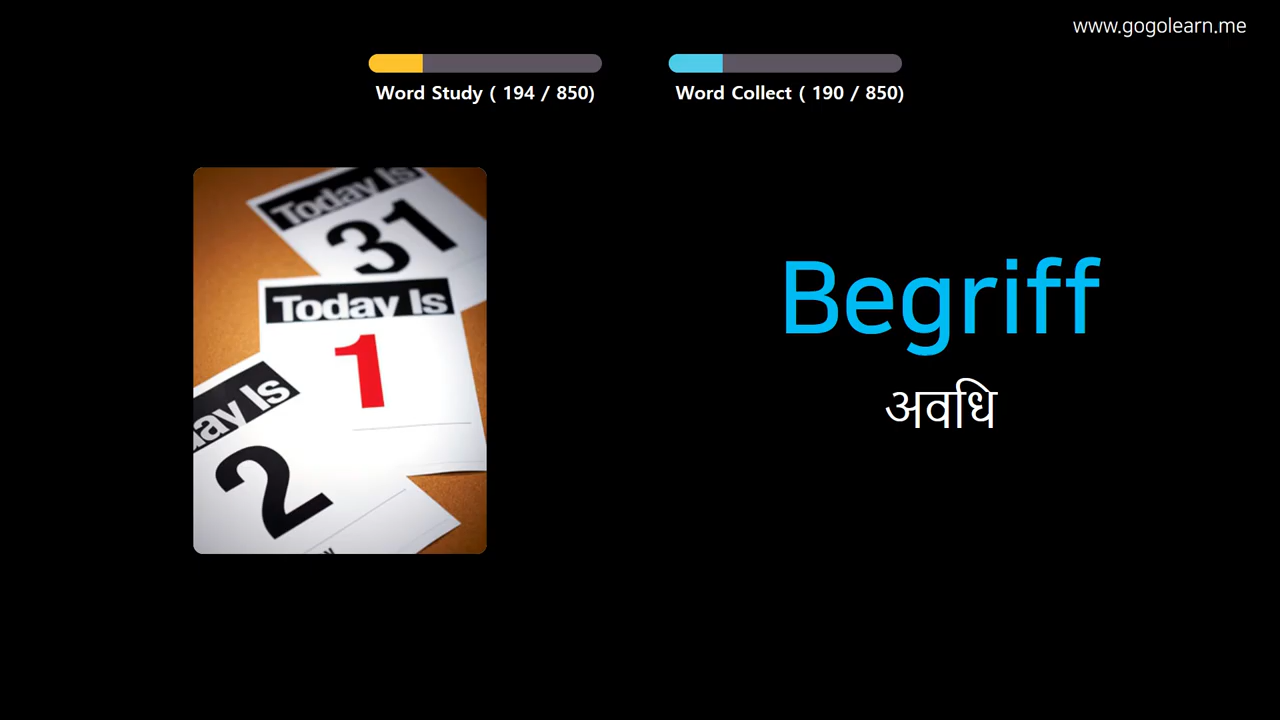 www.gogolearn.me
Word Study ( 194 / 850)
Word Collect ( 190 / 850)
Today Is
31
Today Is
1
ay Is
2
Begriff
अवधि